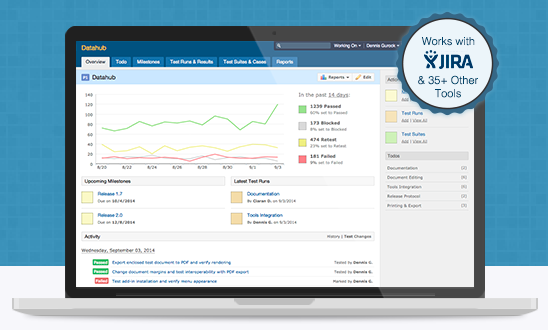 Datahub
Working On
Dennis Gurock
Overview
Todo
Milestones
Test Runs & Results
Test Suites & Cases
Reports
Works with
JIRA
& 35+ Other
Tools
Datahub
Reports
Edit
In the past 14 days:
140
120
100
80
60
40
20
0
8/20
8/22
8/24
8/26
8/28
8/30
9/1
9/3
1239 Passed
60% set to Passed
173 Blocked
8% set to Blocked
474 Retest
23% set to Retest
181 Failed
9% set to Failed
Add | View All
Test Runs
Add | View All
Test Suites
Add | View All
Todos
Documentation
Document Editing
Tools Integration
Release Protocol
Printing & Export
Upcoming Milestones
Latest Test Runs
Release 1.7
Due on 10/4/2014
Documentation
By Ciaran D. on 9/3/2014
Release 2.0
Due on 12/8/2014
Tools Integration
By Dennis G. on 9/3/2014
Activity
History | Test Changes
Wednesday, September 03, 2014
Passed Export enclosed test document to PDF and verify rendering
Tested by Dennis G.
Passed Change document margins and test interoperability with PDF export
Tested by Dennis G.
Failed Test add-in installation and verify menu appearance
Marked by Dennis G.